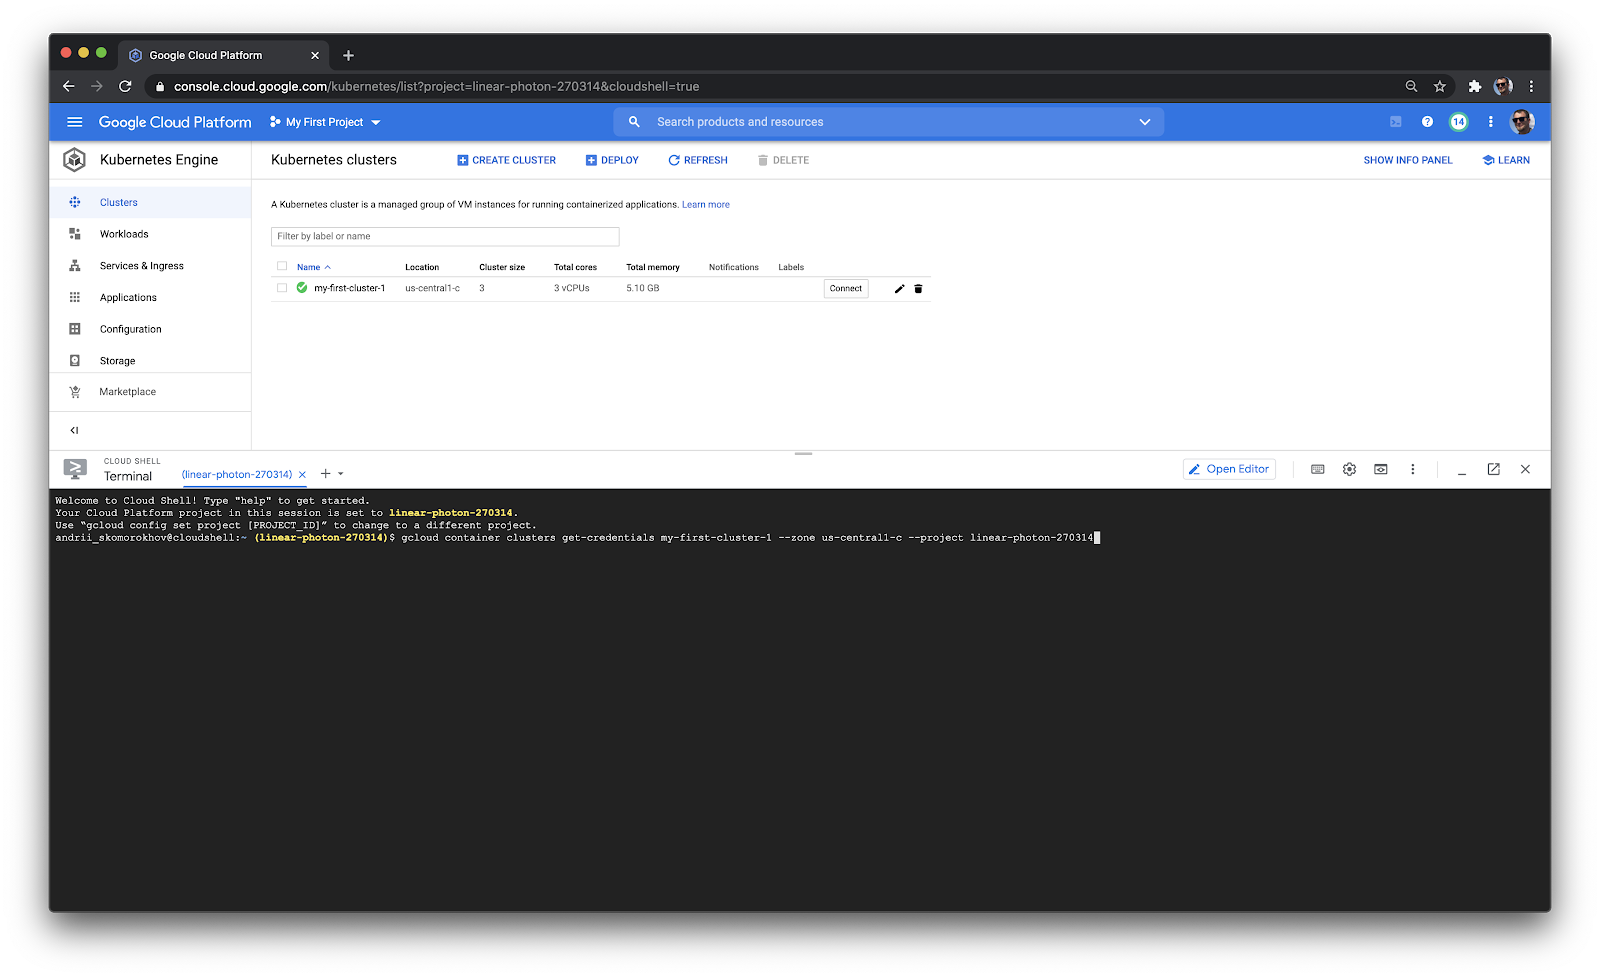 Google Cloud Platform
console.cloud.google.com/kubernetes/list?project=linear-photon-270314&cloudshell=true
Google Cloud Platform My First Project Search products and resources 14
Kubernetes Engine
Kubernetes clusters CREATE CLUSTER DEPLOY REFRESH DELETE SHOW INFO PANEL LEARN
Clusters
Workloads
Services & Ingress
Applications
Configuration
Storage
Marketplace
A Kubernetes cluster is a managed group of VM instances for running containerized applications. Learn more
Filter by label or name
Name Location Cluster size Total cores Total memory Notifications Labels
my-first-cluster-1 us-central1-c 3 3 vCPUs 5.10 GB Connect
CLOUD SHELL
Terminal (linear-photon-270314) Open Editor
Welcome to Cloud Shell! Type "help" to get started.
Your Cloud Platform project in this session is set to linear-photon-270314.
Use “gcloud config set project [PROJECT_ID]” to change to a different project.
andrii_skomorokhov@cloudshell:~ (linear-photon-270314)$ gcloud container clusters get-credentials my-first-cluster-1 --zone us-central1-c --project linear-photon-270314